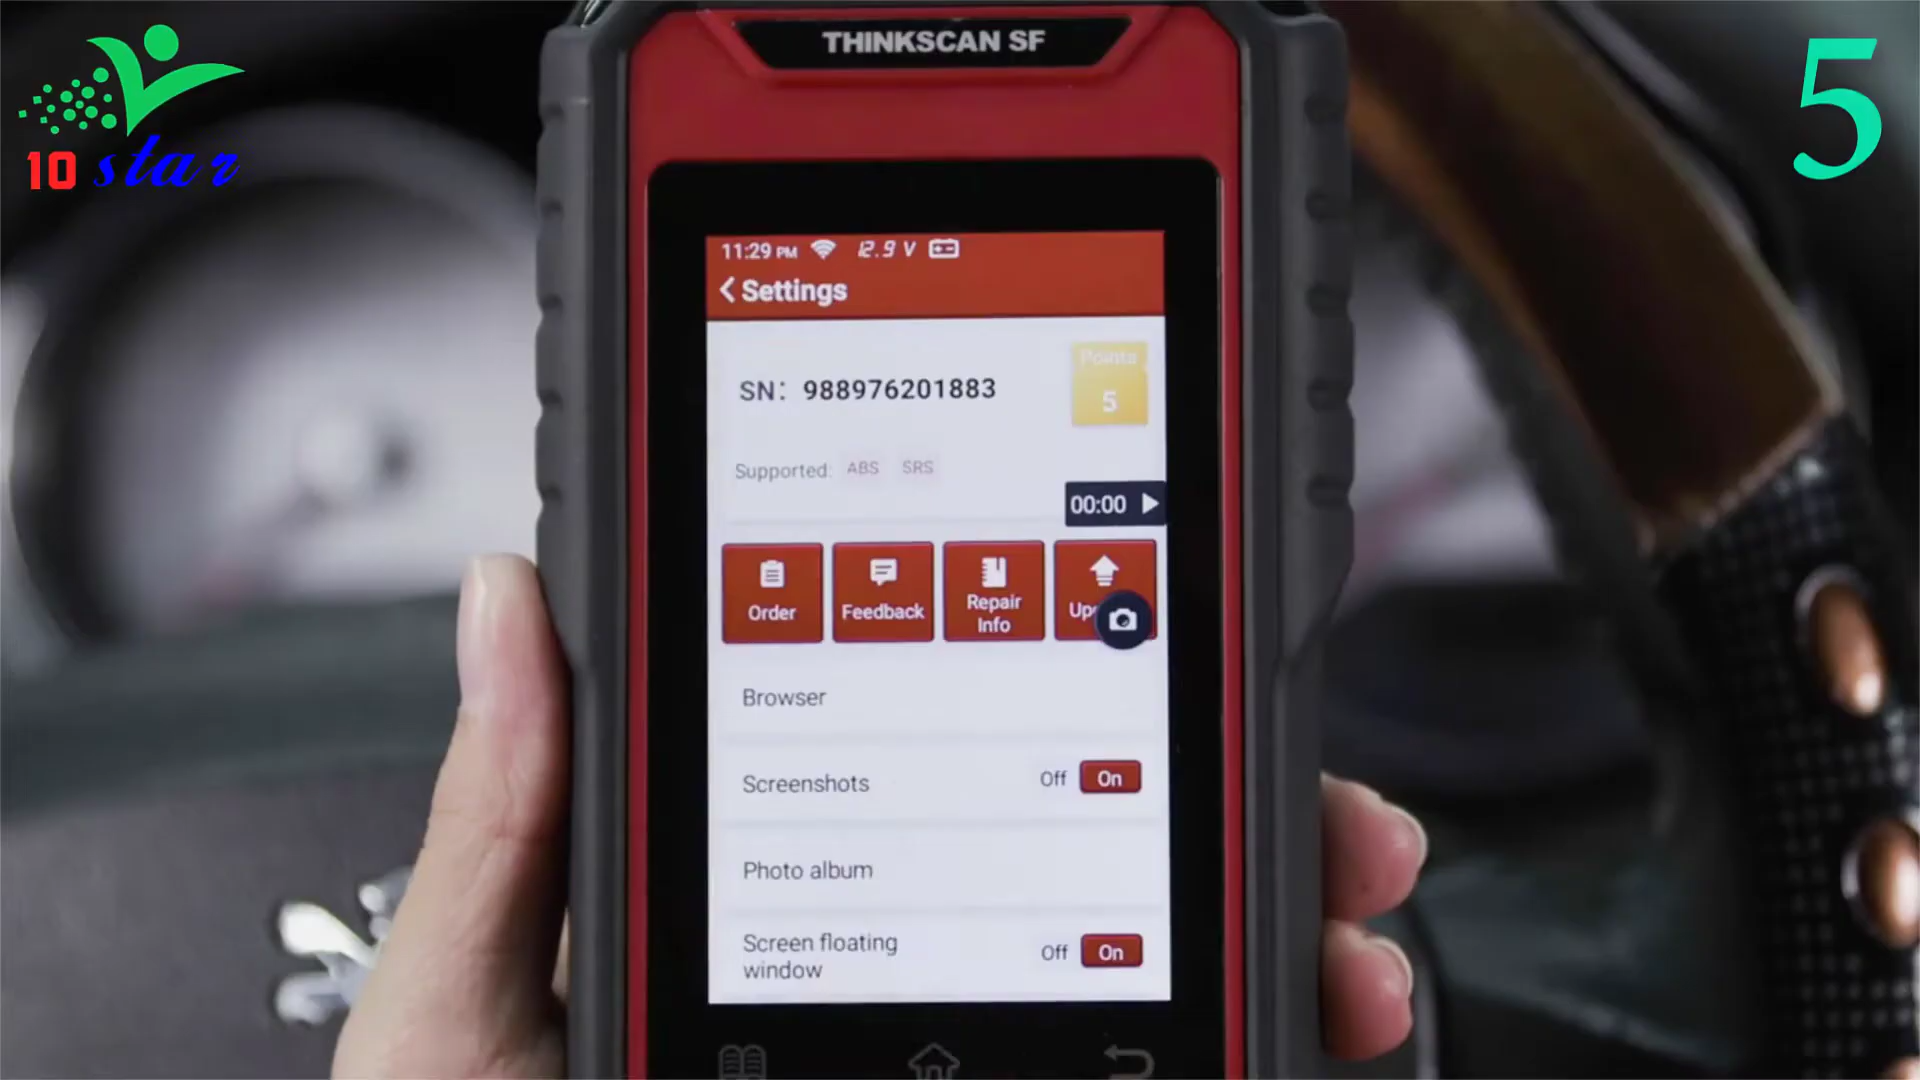 THINKSCAN SF
5
10 star
11:29 PM 12.9 V
Settings
SN: 988976201883
Points
5
Supported: ABS SRS
00:00
Order
Feedback
Repair
Info
Browser
Screenshots Off On
Photo album
Screen floating
window
Off On